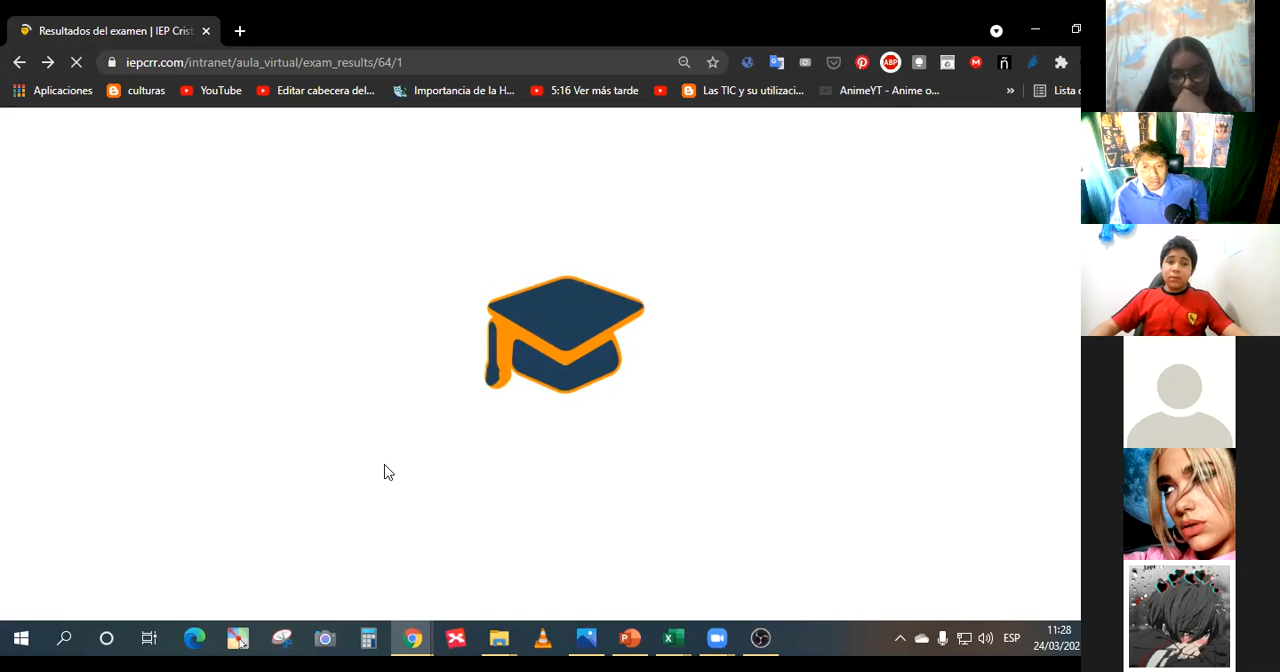 Resultados del examen | IEP Crist
iepcrr.com/intranet/aula_virtual/exam_results/64/1
ABP
M
ñ
Aplicaciones culturas YouTube Editar cabecera del... Importancia de la H... 5:16 Ver más tarde Las TIC y su utilizaci... AnimeYT - Anime o... » Lista d
ESP
11:28
24/03/202